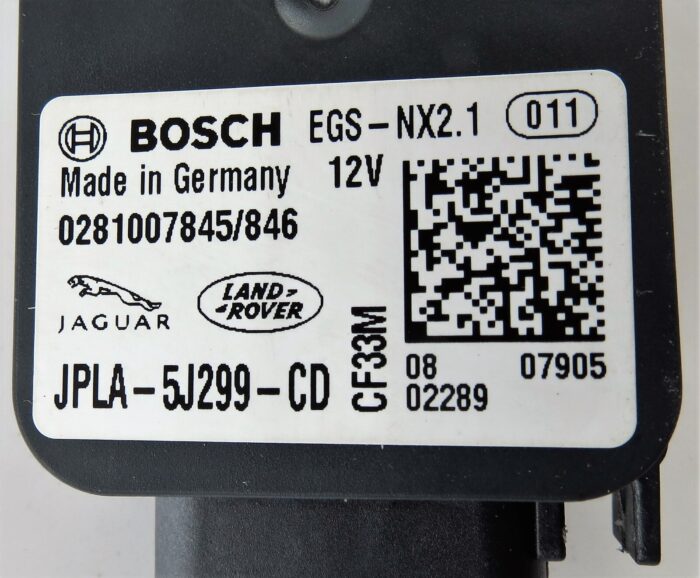 BOSCH EGS-NX2.1 011
Made in Germany 12V
0281007845/846
JAGUAR
LAND-
-ROVER
JPLA-5J299-CD
CF33M
08 07905
02289